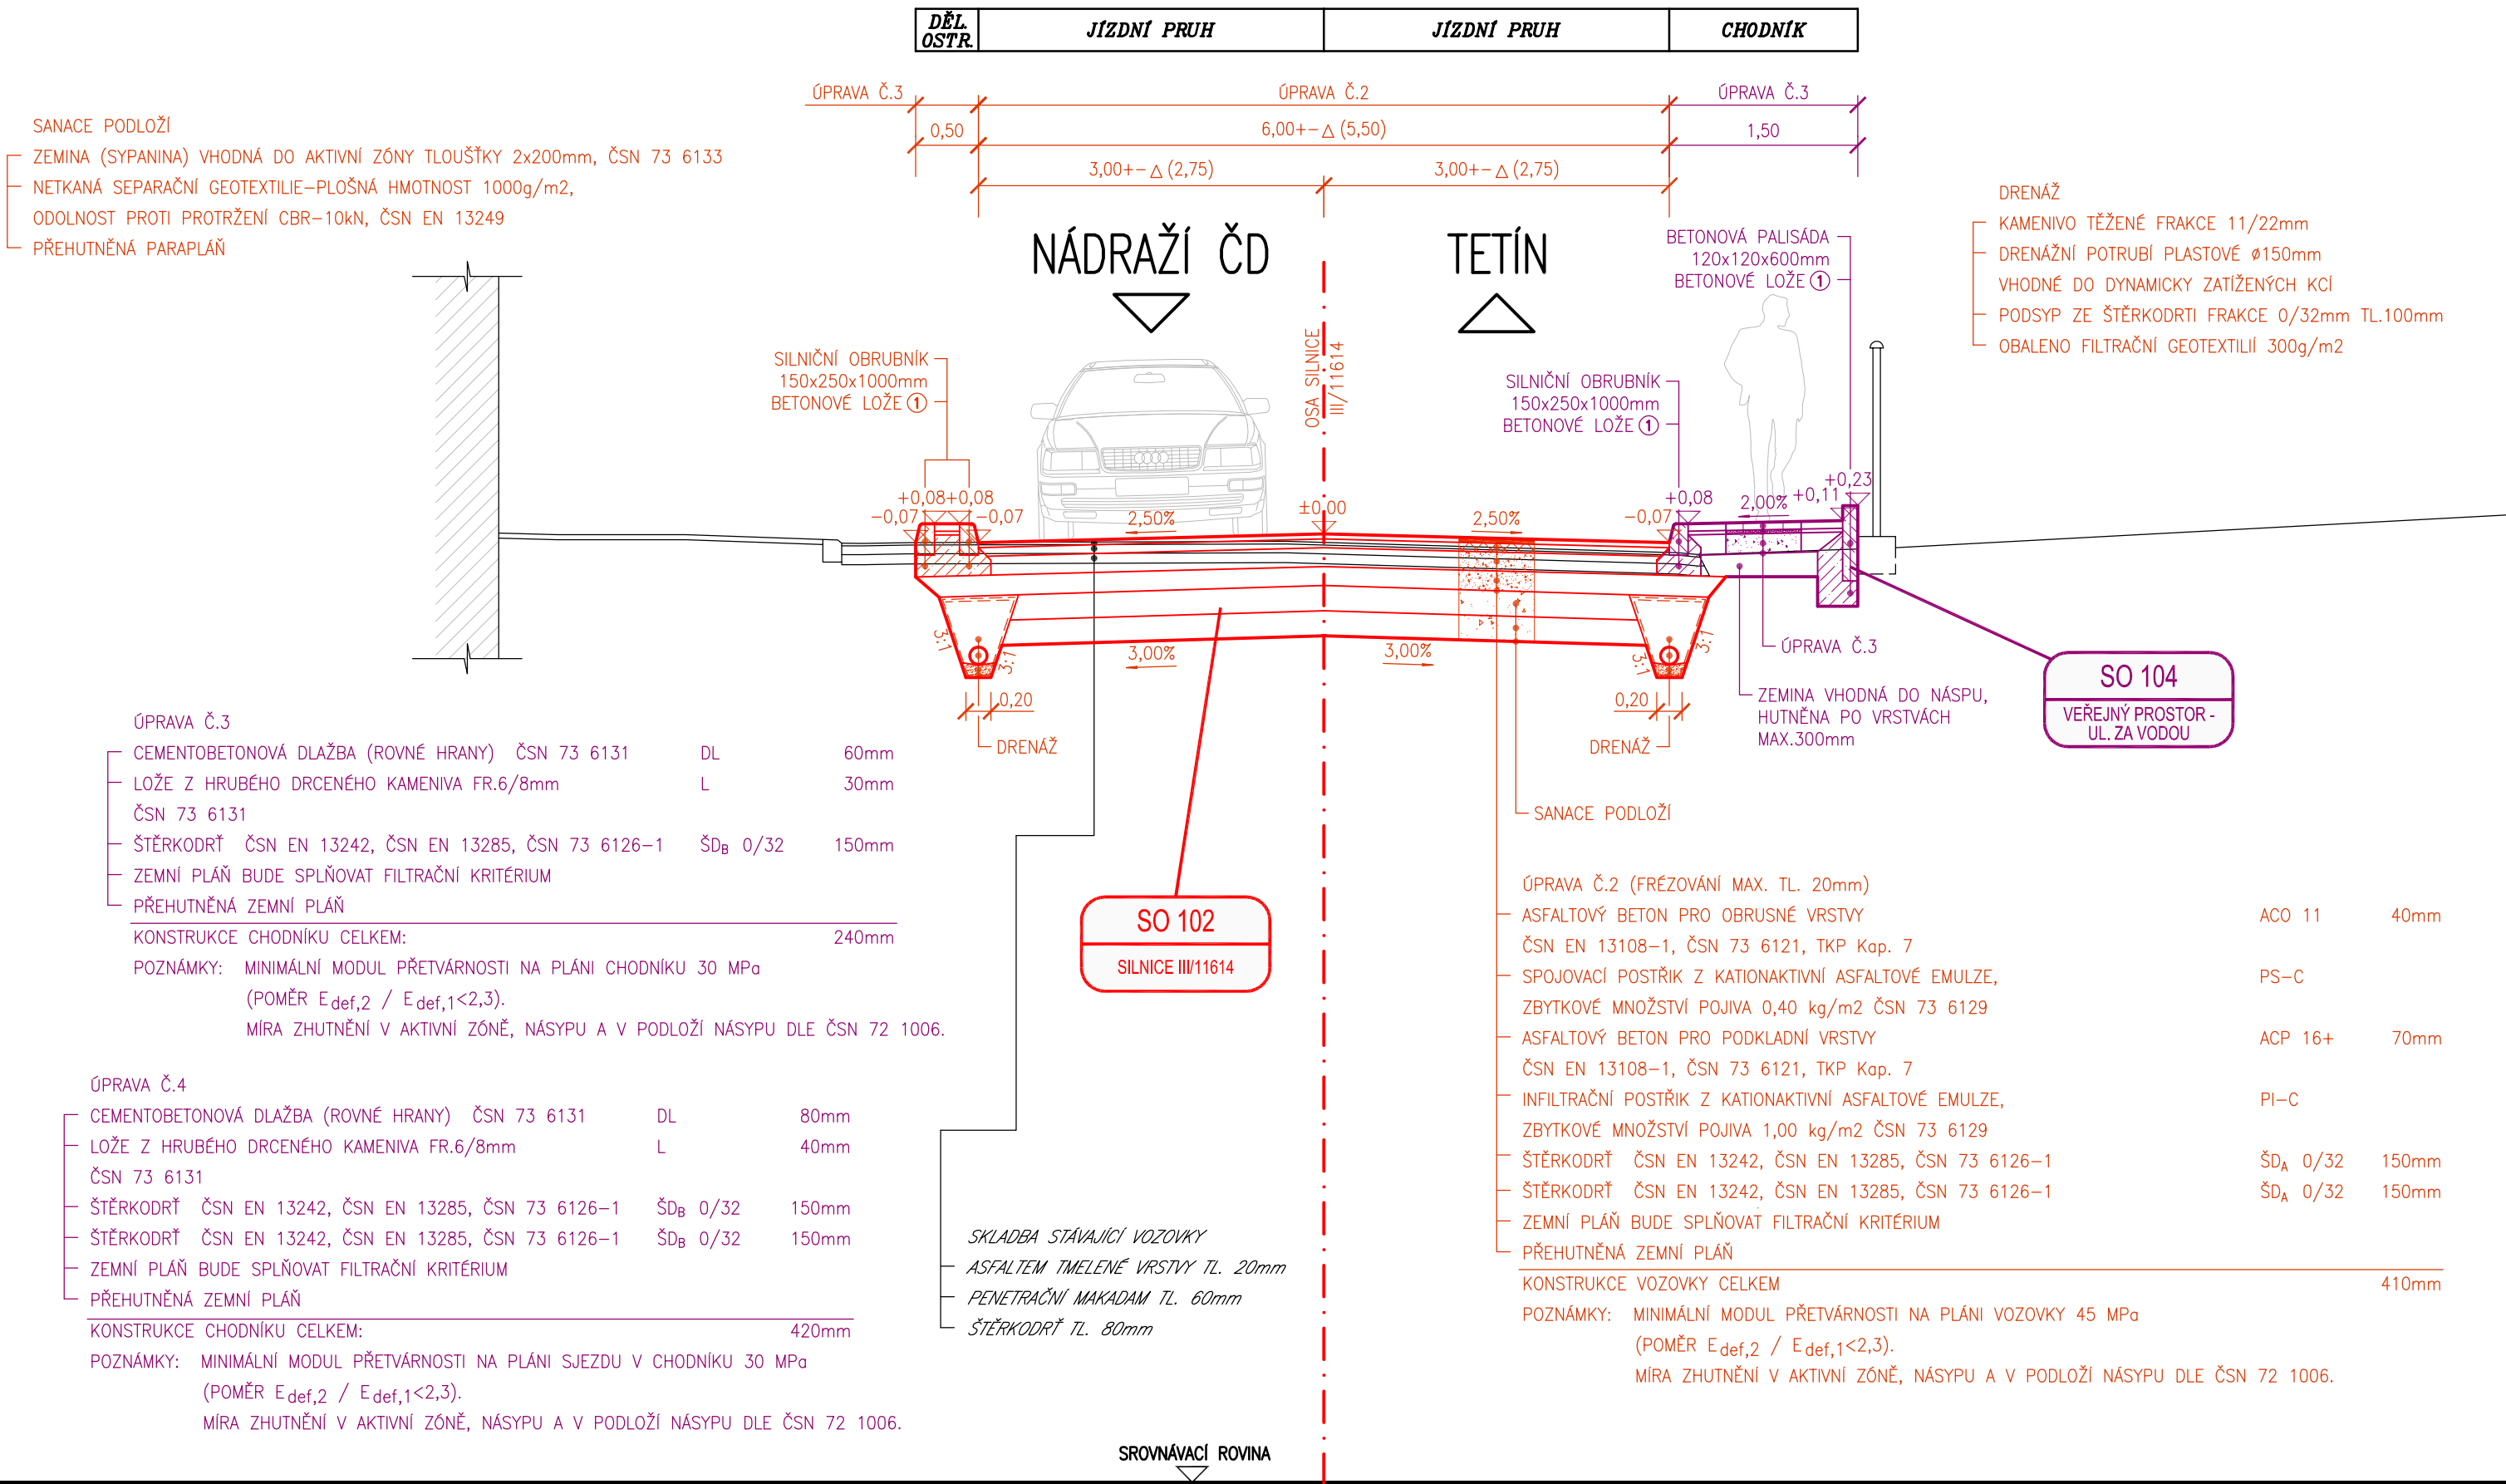 DĚL. OSTR.
JÍZDNÍ PRUH
JÍZDNÍ PRUH
CHODNÍK
ÚPRAVA Č.3
ÚPRAVA Č.2
ÚPRAVA Č.3
0,50
6,00+-△(5,50)
1,50
3,00+-△(2,75)
3,00+-△(2,75)
SANACE PODLOŽÍ
ZEMINA (SYPANINA) VHODNÁ DO AKTIVNÍ ZÓNY TLOUŠŤKY 2x200mm, ČSN 73 6133
NETKANÁ SEPARAČNÍ GEOTEXTILIE-PLOŠNÁ HMOTNOST 1000g/m2,
ODOLNOST PROTI PROTRŽENÍ CBR-10kN, ČSN EN 13249
PŘEHUTNĚNÁ PARAPLÁŇ
NÁDRAŽÍ ČD
TETÍN
BETONOVÁ PALISÁDA
120x120x600mm
BETONOVÉ LOŽE ①
DRENÁŽ
KAMENIVO TĚŽENÉ FRAKCE 11/22mm
DRENÁŽNÍ POTRUBÍ PLASTOVÉ ø150mm
VHODNÉ DO DYNAMICKY ZATÍŽENÝCH KCÍ
PODSYP ZE ŠTĚRKODRTI FRAKCE 0/32mm TL.100mm
OBALENO FILTRAČNÍ GEOTEXTILIÍ 300g/m2
SILNIČNÍ OBRUBNÍK
150x250x1000mm
BETONOVÉ LOŽE ①
OSA SILNICE
III/11614
SILNIČNÍ OBRUBNÍK
150x250x1000mm
BETONOVÉ LOŽE ①
+0,08+0,08
-0,07
-0,07
2,50%
±0,00
2,50%
-0,07
+0,08
2,00%
+0,11
+0,23
3:1
3:1
3,00%
3,00%
3:1
3:1
0,20
0,20
DRENÁŽ
DRENÁŽ
ÚPRAVA Č.3
ZEMINA VHODNÁ DO NÁSPU,
HUTNĚNA PO VRSTVÁCH
MAX.300mm
SANACE PODLOŽÍ
SO 104
VEŘEJNÝ PROSTOR -
UL. ZA VODOU
SO 102
SILNICE III/11614
ÚPRAVA Č.3
CEMENTOBETONOVÁ DLAŽBA (ROVNÉ HRANY) ČSN 73 6131 DL 60mm
LOŽE Z HRUBÉHO DRCENÉHO KAMENIVA FR.6/8mm L 30mm
ČSN 73 6131
ŠTĚRKODRŤ ČSN EN 13242, ČSN EN 13285, ČSN 73 6126-1 ŠDB 0/32 150mm
ZEMNÍ PLÁŇ BUDE SPLŇOVAT FILTRAČNÍ KRITÉRIUM
PŘEHUTNĚNÁ ZEMNÍ PLÁŇ
KONSTRUKCE CHODNÍKU CELKEM: 240mm
POZNÁMKY: MINIMÁLNÍ MODUL PŘETVÁRNOSTI NA PLÁNI CHODNÍKU 30 MPa
(POMĚR Edef,2 / Edef,1<2,3).
MÍRA ZHUTNĚNÍ V AKTIVNÍ ZÓNĚ, NÁSYPU A V PODLOŽÍ NÁSYPU DLE ČSN 72 1006.
ÚPRAVA Č.4
CEMENTOBETONOVÁ DLAŽBA (ROVNÉ HRANY) ČSN 73 6131 DL 80mm
LOŽE Z HRUBÉHO DRCENÉHO KAMENIVA FR.6/8mm L 40mm
ČSN 73 6131
ŠTĚRKODRŤ ČSN EN 13242, ČSN EN 13285, ČSN 73 6126-1 ŠDB 0/32 150mm
ŠTĚRKODRŤ ČSN EN 13242, ČSN EN 13285, ČSN 73 6126-1 ŠDB 0/32 150mm
ZEMNÍ PLÁŇ BUDE SPLŇOVAT FILTRAČNÍ KRITÉRIUM
PŘEHUTNĚNÁ ZEMNÍ PLÁŇ
KONSTRUKCE CHODNÍKU CELKEM: 420mm
POZNÁMKY: MINIMÁLNÍ MODUL PŘETVÁRNOSTI NA PLÁNI SJEZDU V CHODNÍKU 30 MPa
(POMĚR Edef,2 / Edef,1<2,3).
MÍRA ZHUTNĚNÍ V AKTIVNÍ ZÓNĚ, NÁSYPU A V PODLOŽÍ NÁSYPU DLE ČSN 72 1006.
SKLADBA STÁVAJÍCÍ VOZOVKY
ASFALTEM TMELENÉ VRSTVY TL. 20mm
PENETRAČNÍ MAKADAM TL. 60mm
ŠTĚRKODRŤ TL. 80mm
ÚPRAVA Č.2 (FRÉZOVÁNÍ MAX. TL. 20mm)
ASFALTOVÝ BETON PRO OBRUSNÉ VRSTVY ACO 11 40mm
ČSN EN 13108-1, ČSN 73 6121, TKP Kap. 7
SPOJOVACÍ POSTŘIK Z KATIONAKTIVNÍ ASFALTOVÉ EMULZE, PS-C
ZBYTKOVÉ MNOŽSTVÍ POJIVA 0,40 kg/m2 ČSN 73 6129
ASFALTOVÝ BETON PRO PODKLADNÍ VRSTVY ACP 16+ 70mm
ČSN EN 13108-1, ČSN 73 6121, TKP Kap. 7
INFILTRAČNÍ POSTŘIK Z KATIONAKTIVNÍ ASFALTOVÉ EMULZE, PI-C
ZBYTKOVÉ MNOŽSTVÍ POJIVA 1,00 kg/m2 ČSN 73 6129
ŠTĚRKODRŤ ČSN EN 13242, ČSN EN 13285, ČSN 73 6126-1 ŠDA 0/32 150mm
ŠTĚRKODRŤ ČSN EN 13242, ČSN EN 13285, ČSN 73 6126-1 ŠDA 0/32 150mm
ZEMNÍ PLÁŇ BUDE SPLŇOVAT FILTRAČNÍ KRITÉRIUM
PŘEHUTNĚNÁ ZEMNÍ PLÁŇ
KONSTRUKCE VOZOVKY CELKEM 410mm
POZNÁMKY: MINIMÁLNÍ MODUL PŘETVÁRNOSTI NA PLÁNI VOZOVKY 45 MPa
(POMĚR Edef,2 / Edef,1<2,3).
MÍRA ZHUTNĚNÍ V AKTIVNÍ ZÓNĚ, NÁSYPU A V PODLOŽÍ NÁSYPU DLE ČSN 72 1006.
SROVNÁVACÍ ROVINA